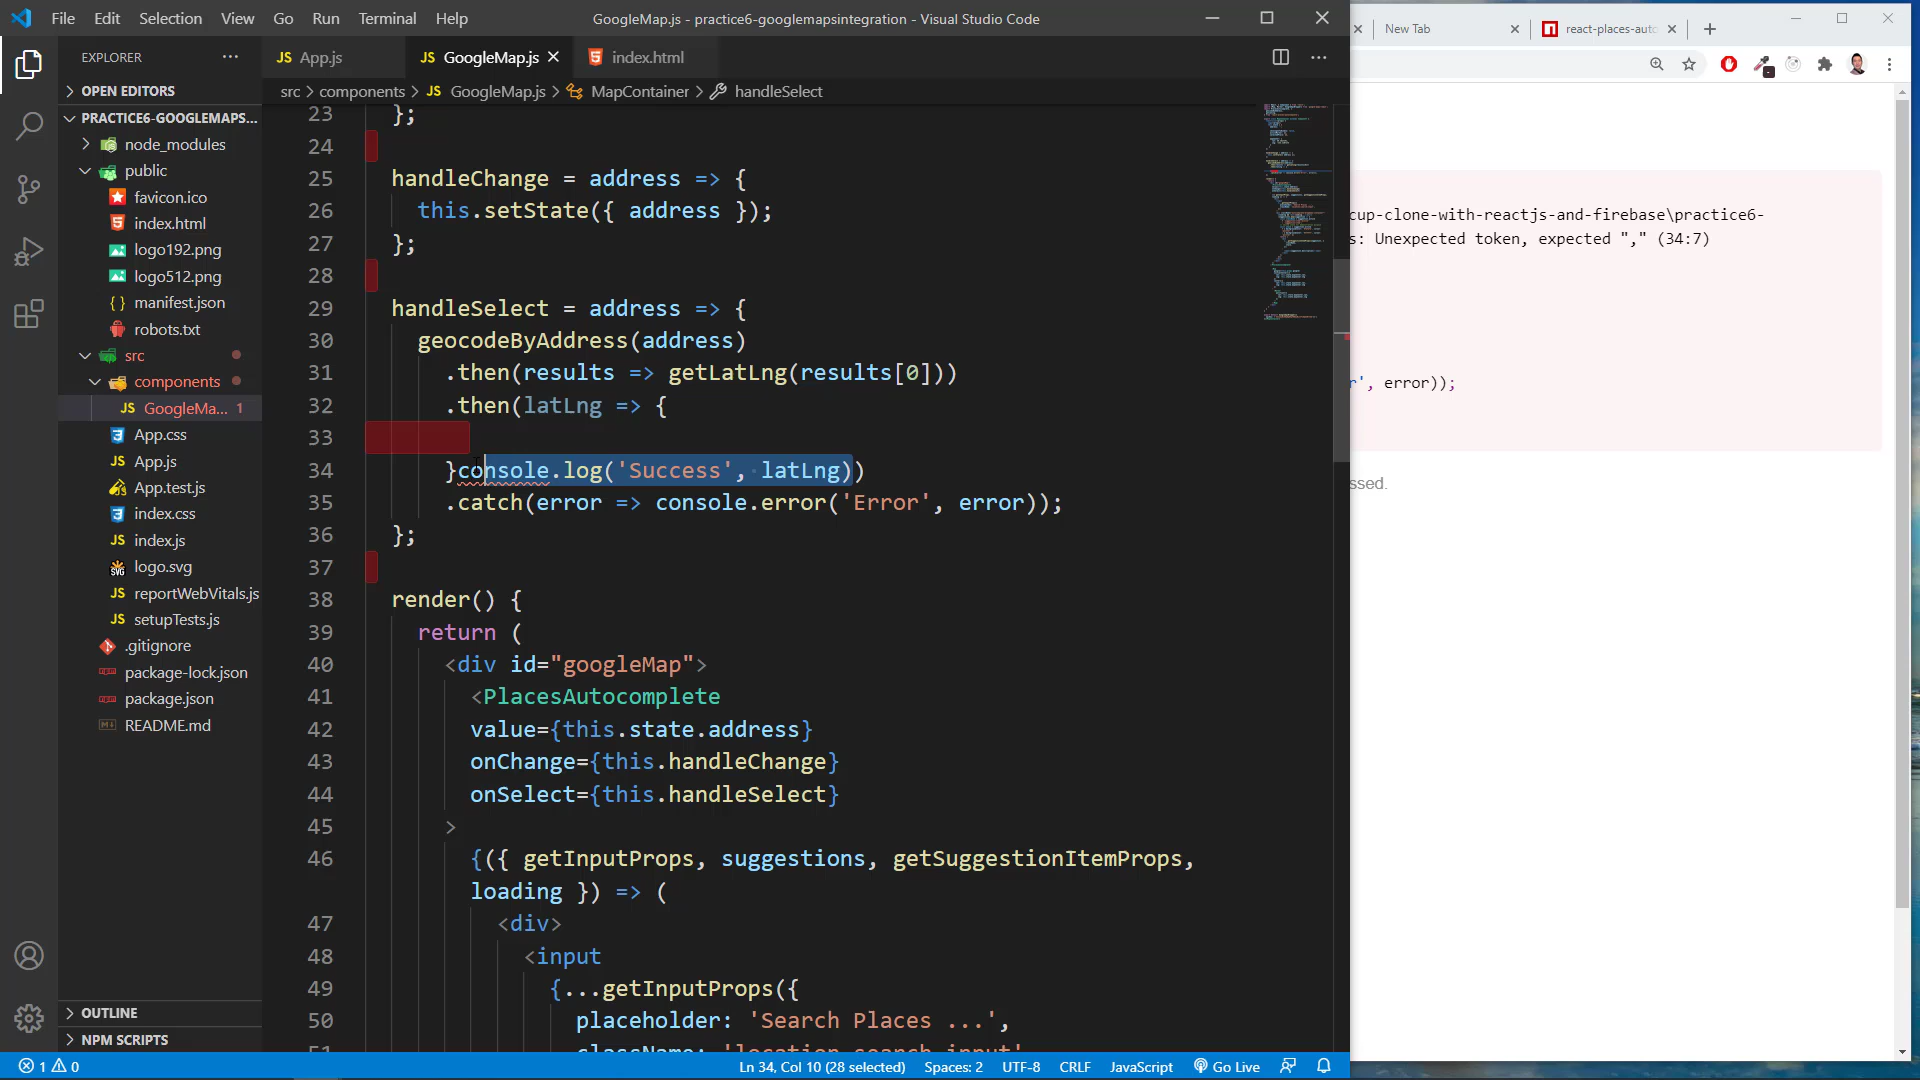 File Edit Selection View Go Run Terminal Help
GoogleMap.js - practice6-googlemapsintegration - Visual Studio Code
EXPLORER
OPEN EDITORS
PRACTICE6-GOOGLEMAPS...
node_modules
public
favicon.ico
index.html
logo192.png
logo512.png
manifest.json
robots.txt
src
components
JS GoogleMa... 1
App.css
JS App.js
App.test.js
index.css
JS index.js
logo.svg
JS reportWebVitals.js
JS setupTests.js
.gitignore
package-lock.json
package.json
README.md
OUTLINE
NPM SCRIPTS
JS App.js
JS GoogleMap.js
index.html
src > components > JS GoogleMap.js > MapContainer > handleSelect
23 };
24
25 handleChange = address => {
26 this.setState({ address });
27 };
28
29 handleSelect = address => {
30 geocodeByAddress(address)
31 .then(results => getLatLng(results[0]))
32 .then(latLng => {
33
34 }console.log('Success', latLng))
35 .catch(error => console.error('Error', error));
36 };
37
38 render() {
39 return (
40 <div id="googleMap">
41 <PlacesAutocomplete
42 value={this.state.address}
43 onChange={this.handleChange}
44 onSelect={this.handleSelect}
45 >
46 {({ getInputProps, suggestions, getSuggestionItemProps,
loading }) => (
47 <div>
48 <input
49 {...getInputProps({
50 placeholder: 'Search Places ...',
51 className: 'location-search-input'
1 0
Ln 34, Col 10 (28 selected) Spaces: 2 UTF-8 CRLF JavaScript Go Live
New Tab
react-places-auto
cup-clone-with-reactjs-and-firebase\practice6-
s: Unexpected token, expected "," (34:7)
r', error));
ssed.